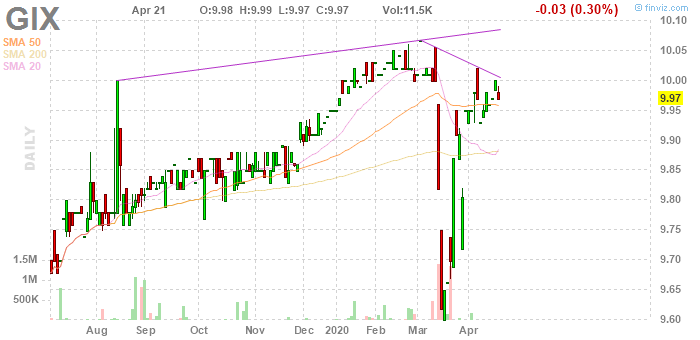 GIX Apr 21 O:9.98 H:9.99 L:9.97 C:9.97 Vol:11.5K -0.03 (0.30%)
© finviz.com
SMA 50
SMA 200
SMA 20
DAILY
10.10
10.05
10.00
9.97
9.95
9.90
9.85
9.80
9.75
9.70
9.65
9.60
1.5M
1M
500K
Aug Sep Oct Nov Dec 2020 Feb Mar Apr